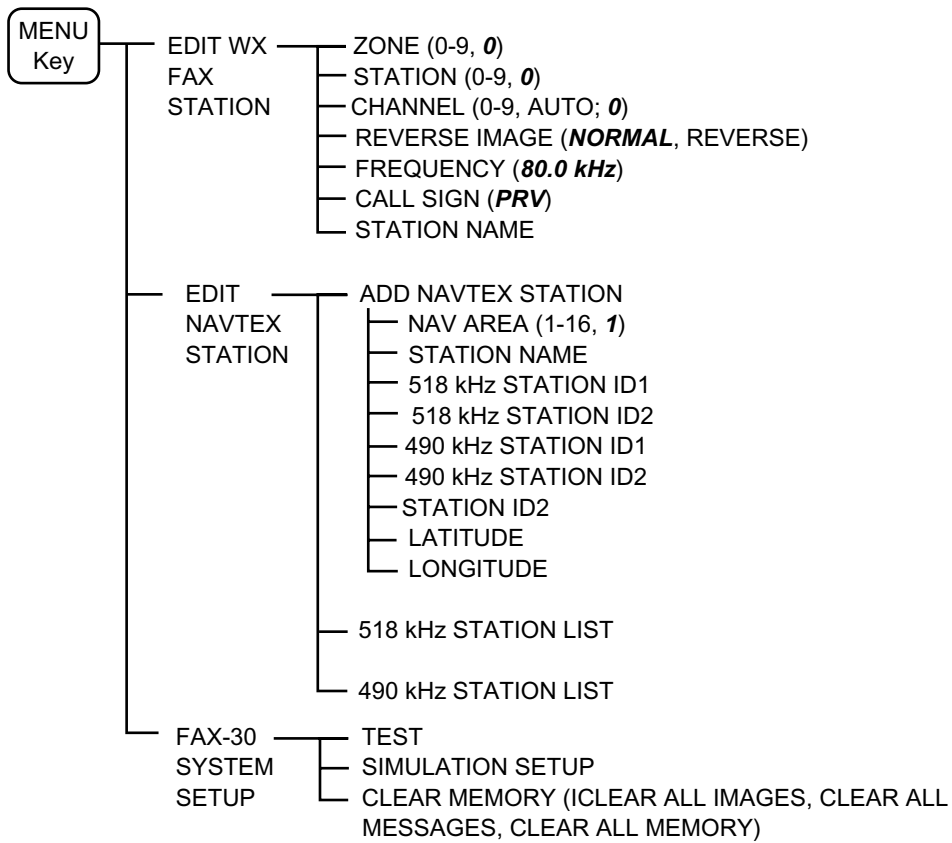 MENU
Key
EDIT WX
FAX
STATION
ZONE (0-9, 0)
STATION (0-9, 0)
CHANNEL (0-9, AUTO; 0)
REVERSE IMAGE (NORMAL, REVERSE)
FREQUENCY (80.0 kHz)
CALL SIGN (PRV)
STATION NAME
EDIT
NAVTEX
STATION
ADD NAVTEX STATION
NAV AREA (1-16, 1)
STATION NAME
518 kHz STATION ID1
518 kHz STATION ID2
490 kHz STATION ID1
490 kHz STATION ID2
STATION ID2
LATITUDE
LONGITUDE
518 kHz STATION LIST
490 kHz STATION LIST
FAX-30
SYSTEM
SETUP
TEST
SIMULATION SETUP
CLEAR MEMORY (ICLEAR ALL IMAGES, CLEAR ALL
MESSAGES, CLEAR ALL MEMORY)